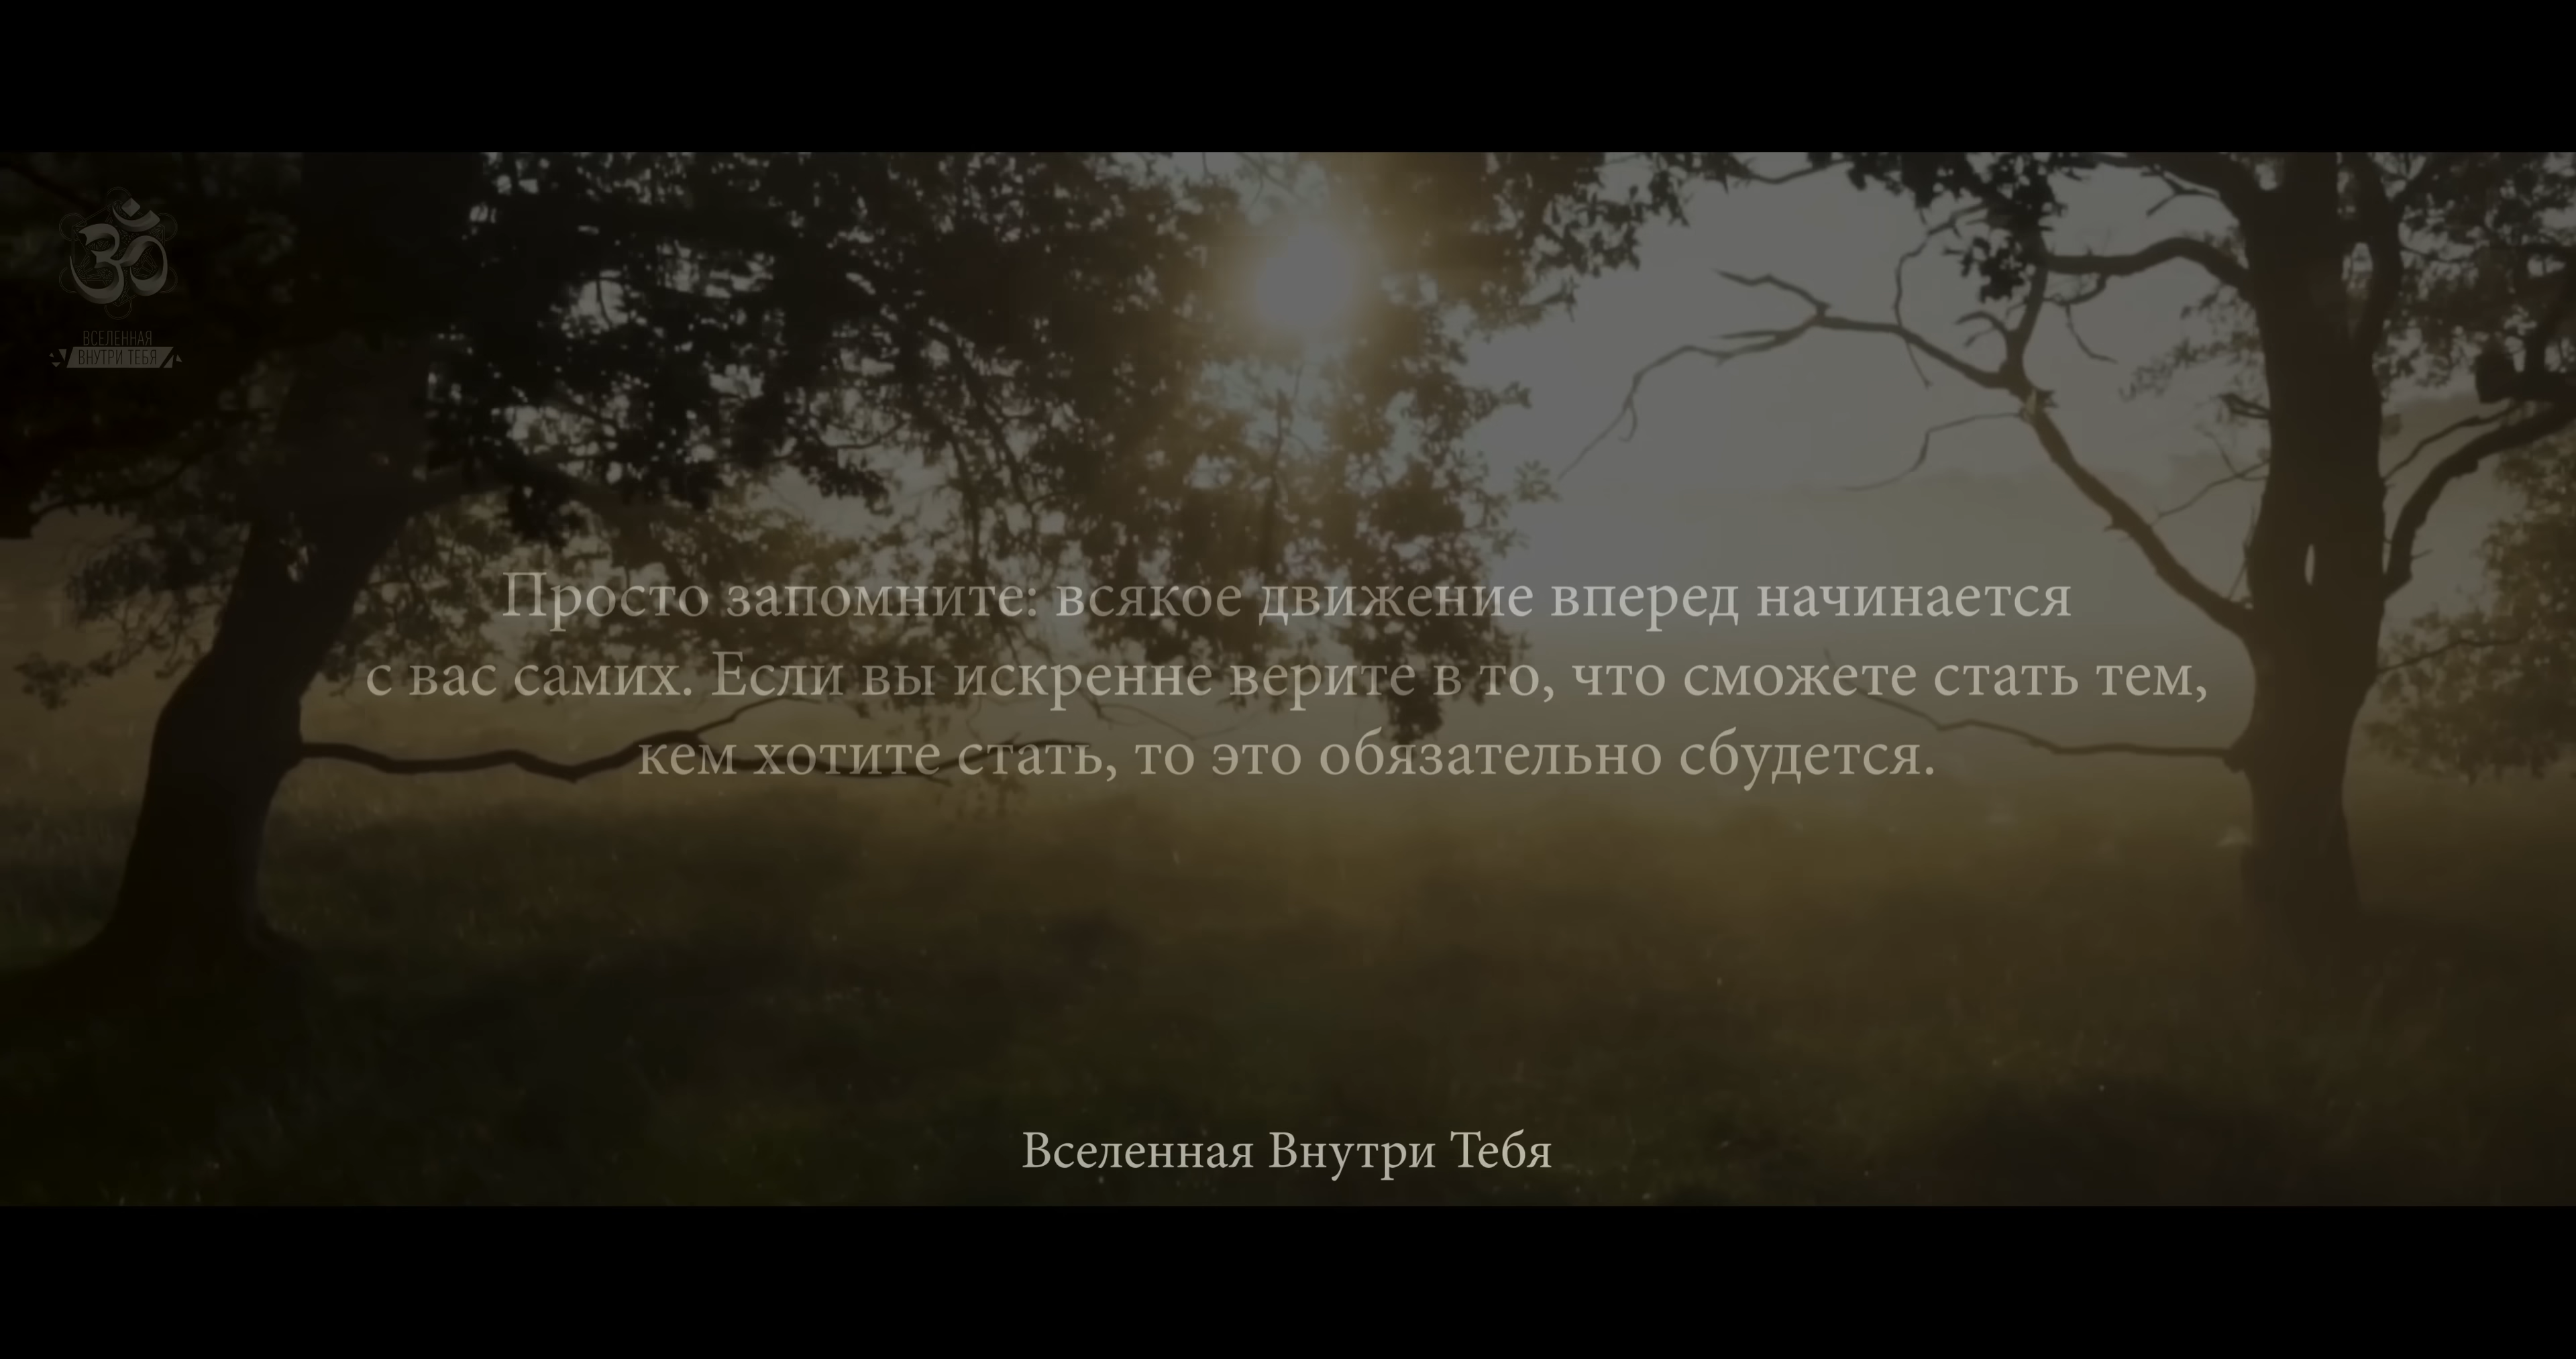 ВСЕЛЕННАЯ
ВНУТРИ ТЕБЯ
Просто запомните: всякое движение вперед начинается
с вас самих. Если вы искренне верите в то, что сможете стать тем,
кем хотите стать, то это обязательно сбудется.
Вселенная Внутри Тебя